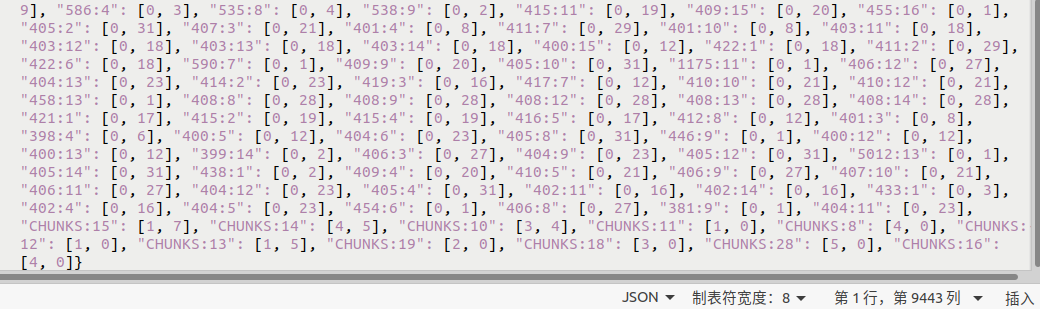 9], "586:4": [0, 3], "535:8": [0, 4], "538:9": [0, 2], "415:11": [0, 19], "409:15": [0, 20], "455:16": [0, 1],
"405:2": [0, 31], "407:3": [0, 21], "401:4": [0, 8], "411:7": [0, 29], "401:10": [0, 8], "403:11": [0, 18],
"403:12": [0, 18], "403:13": [0, 18], "403:14": [0, 18], "400:15": [0, 12], "422:1": [0, 18], "411:2": [0, 29],
"422:6": [0, 18], "590:7": [0, 1], "409:9": [0, 20], "405:10": [0, 31], "1175:11": [0, 1], "406:12": [0, 27],
"404:13": [0, 23], "414:2": [0, 23], "419:3": [0, 16], "417:7": [0, 12], "410:10": [0, 21], "410:12": [0, 21],
"458:13": [0, 1], "408:8": [0, 28], "408:9": [0, 28], "408:12": [0, 28], "408:13": [0, 28], "408:14": [0, 28],
"421:1": [0, 17], "415:2": [0, 19], "415:4": [0, 19], "416:5": [0, 17], "412:8": [0, 12], "401:3": [0, 8],
"398:4": [0, 6], "400:5": [0, 12], "404:6": [0, 23], "405:8": [0, 31], "446:9": [0, 1], "400:12": [0, 12],
"400:13": [0, 12], "399:14": [0, 2], "406:3": [0, 27], "404:9": [0, 23], "405:12": [0, 31], "5012:13": [0, 1],
"405:14": [0, 31], "438:1": [0, 2], "409:4": [0, 20], "410:5": [0, 21], "406:9": [0, 27], "407:10": [0, 21],
"406:11": [0, 27], "404:12": [0, 23], "405:4": [0, 31], "402:11": [0, 16], "402:14": [0, 16], "433:1": [0, 3],
"402:4": [0, 16], "404:5": [0, 23], "454:6": [0, 1], "406:8": [0, 27], "381:9": [0, 1], "404:11": [0, 23],
"CHUNKS:15": [1, 7], "CHUNKS:14": [4, 5], "CHUNKS:10": [3, 4], "CHUNKS:11": [1, 0], "CHUNKS:8": [4, 0], "CHUNKS:
12": [1, 0], "CHUNKS:13": [1, 5], "CHUNKS:19": [2, 0], "CHUNKS:18": [3, 0], "CHUNKS:28": [5, 0], "CHUNKS:16":
[4, 0]}
JSON 制表符宽度：8 第 1 行，第 9443 列 插入